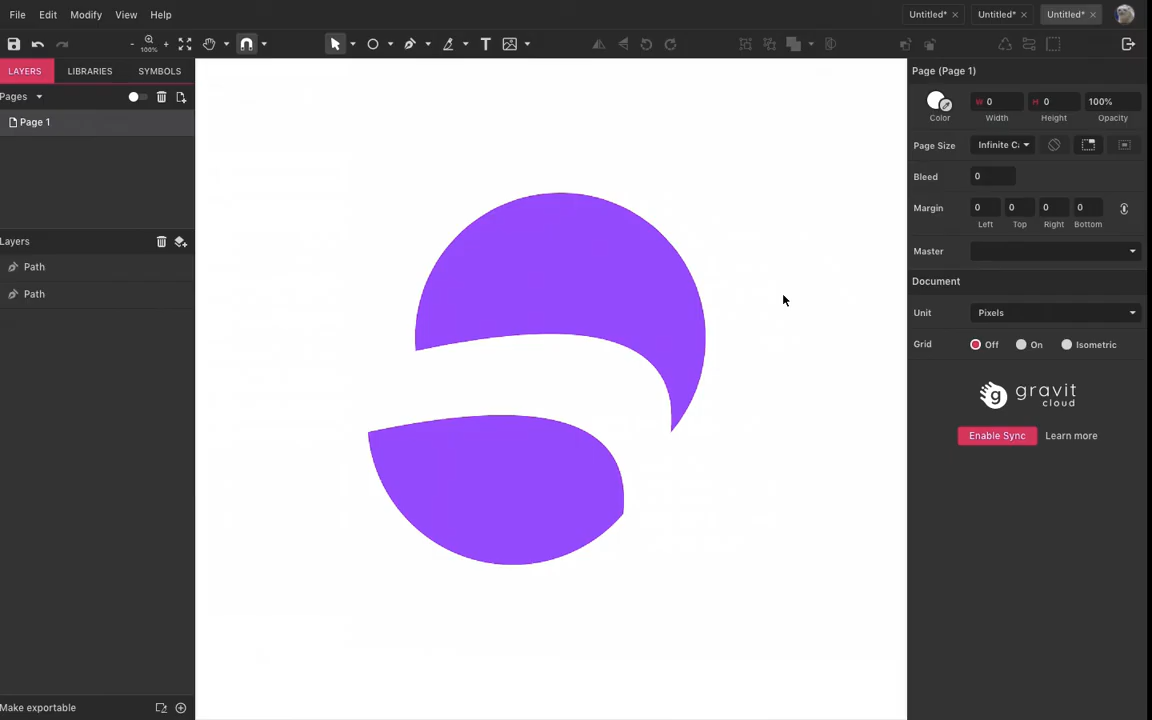 File Edit Modify View Help Untitled* Untitled* Untitled*
- 100% +
LAYERS LIBRARIES SYMBOLS
Pages
Page 1
Layers
Path
Path
Make exportable
Page (Page 1)
W 0 H 0 100%
Color Width Height Opacity
Page Size Infinite Ca
Bleed 0
Margin 0 0 0 0
Left Top Right Bottom
Master
Document
Unit Pixels
Grid Off On Isometric
g gravit
cloud
Enable Sync Learn more